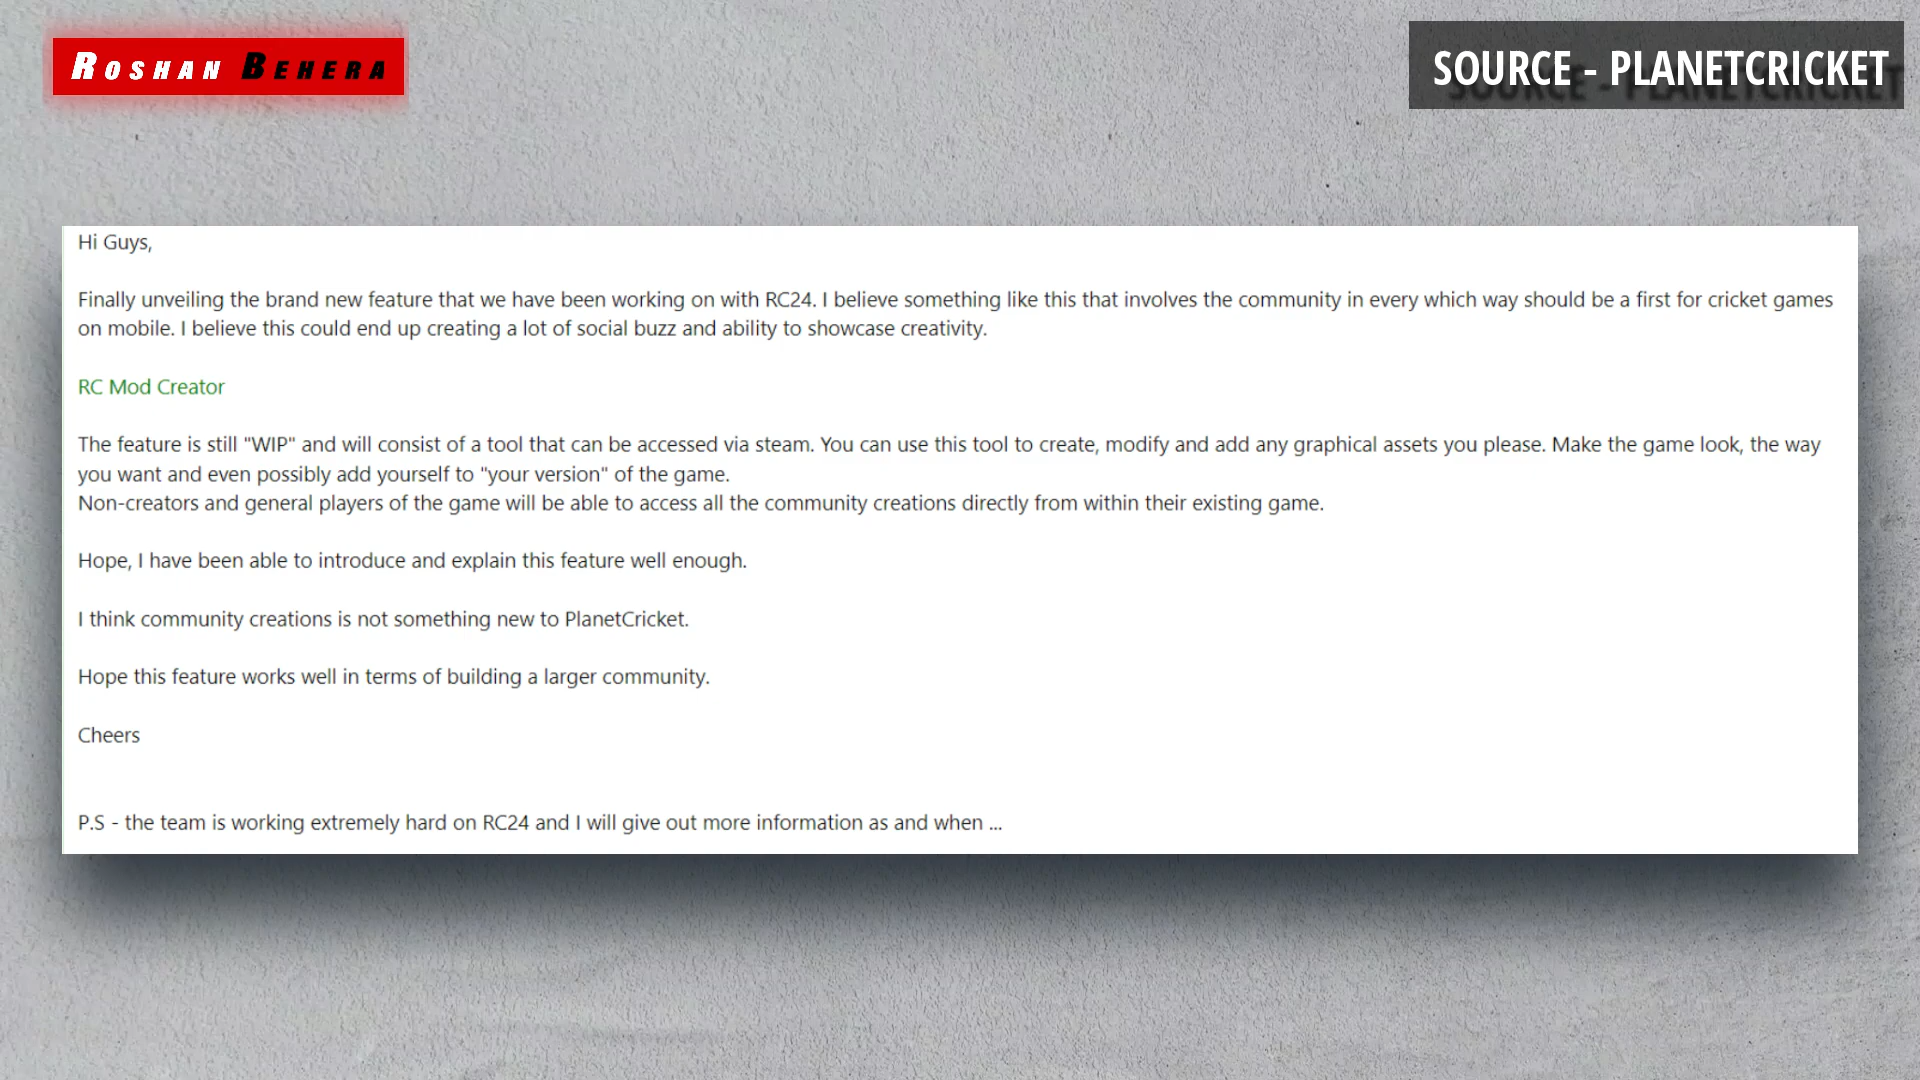 ROSHAN BEHERA
SOURCE - PLANETCRICKET
Hi Guys,
Finally unveiling the brand new feature that we have been working on with RC24. I believe something like this that involves the community in every which way should be a first for cricket games
on mobile. I believe this could end up creating a lot of social buzz and ability to showcase creativity.
RC Mod Creator
The feature is still "WIP" and will consist of a tool that can be accessed via steam. You can use this tool to create, modify and add any graphical assets you please. Make the game look, the way
you want and even possibly add yourself to "your version" of the game.
Non-creators and general players of the game will be able to access all the community creations directly from within their existing game.
Hope, I have been able to introduce and explain this feature well enough.
I think community creations is not something new to PlanetCricket.
Hope this feature works well in terms of building a larger community.
Cheers
P.S - the team is working extremely hard on RC24 and I will give out more information as and when ...